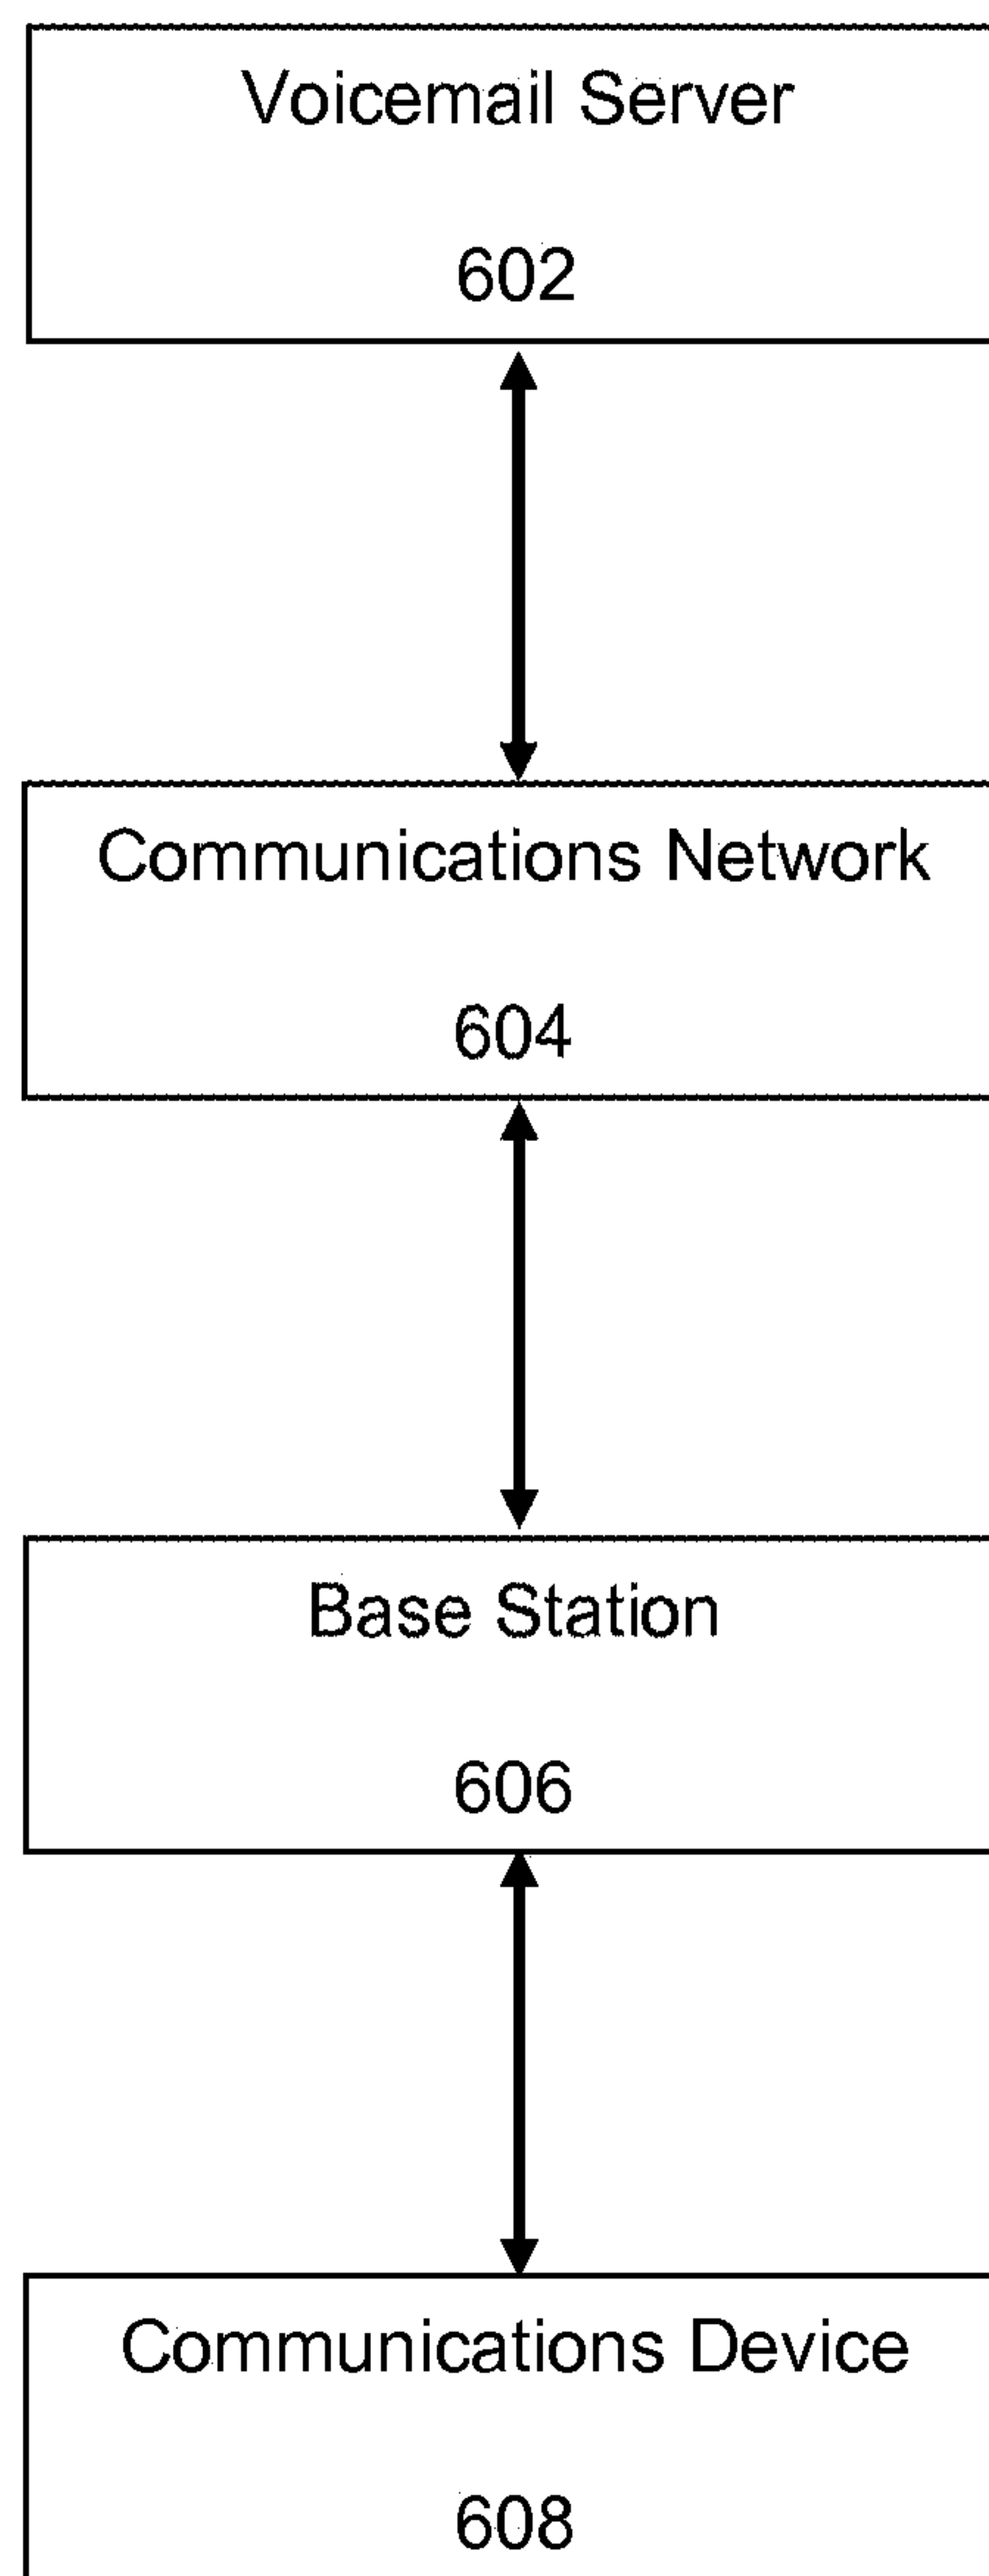 Voicemail Server
602
Communications Network
604
Base Station
606
Communications Device
608